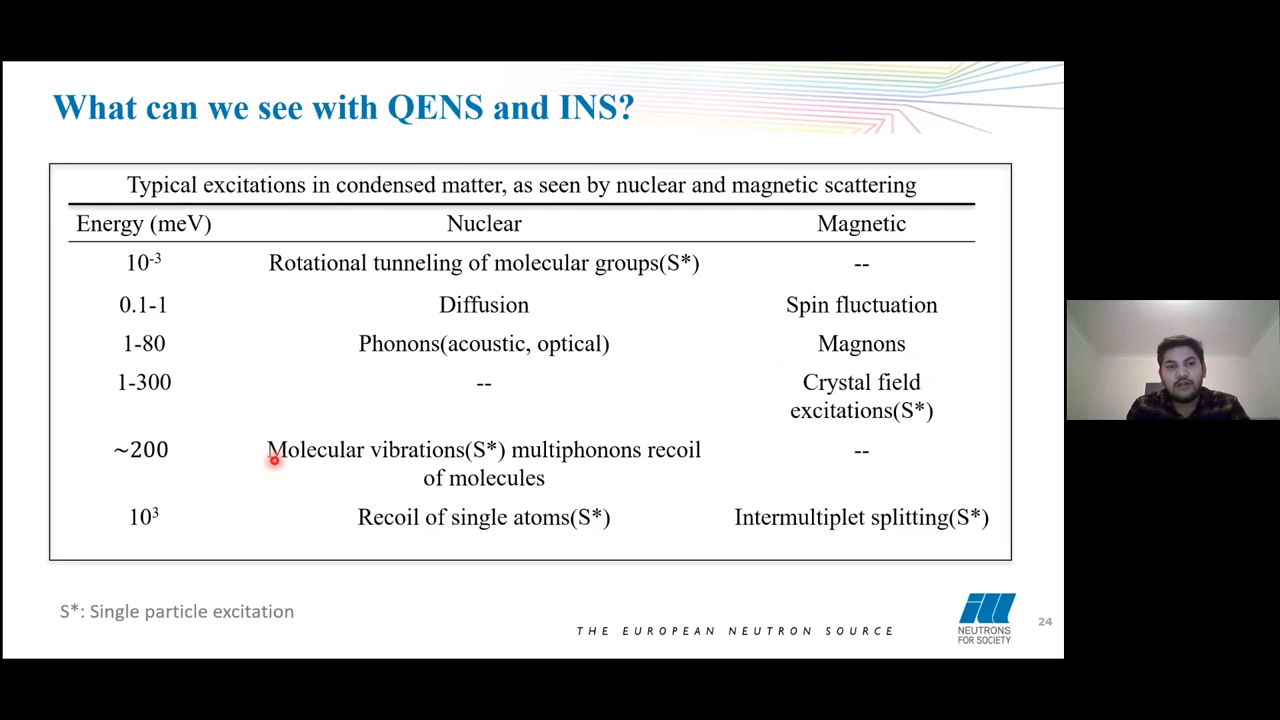 What can we see with QENS and INS?
Typical excitations in condensed matter, as seen by nuclear and magnetic scattering
Energy (meV) Nuclear Magnetic
10⁻³ Rotational tunneling of molecular groups(S*) --
0.1-1 Diffusion Spin fluctuation
1-80 Phonons(acoustic, optical) Magnons
1-300 -- Crystal field
excitations(S*)
~200 Molecular vibrations(S*) multiphonons recoil --
of molecules
10³ Recoil of single atoms(S*) Intermultiplet splitting(S*)
S*: Single particle excitation
THE EUROPEAN NEUTRON SOURCE
ill
NEUTRONS
FOR SOCIETY
24